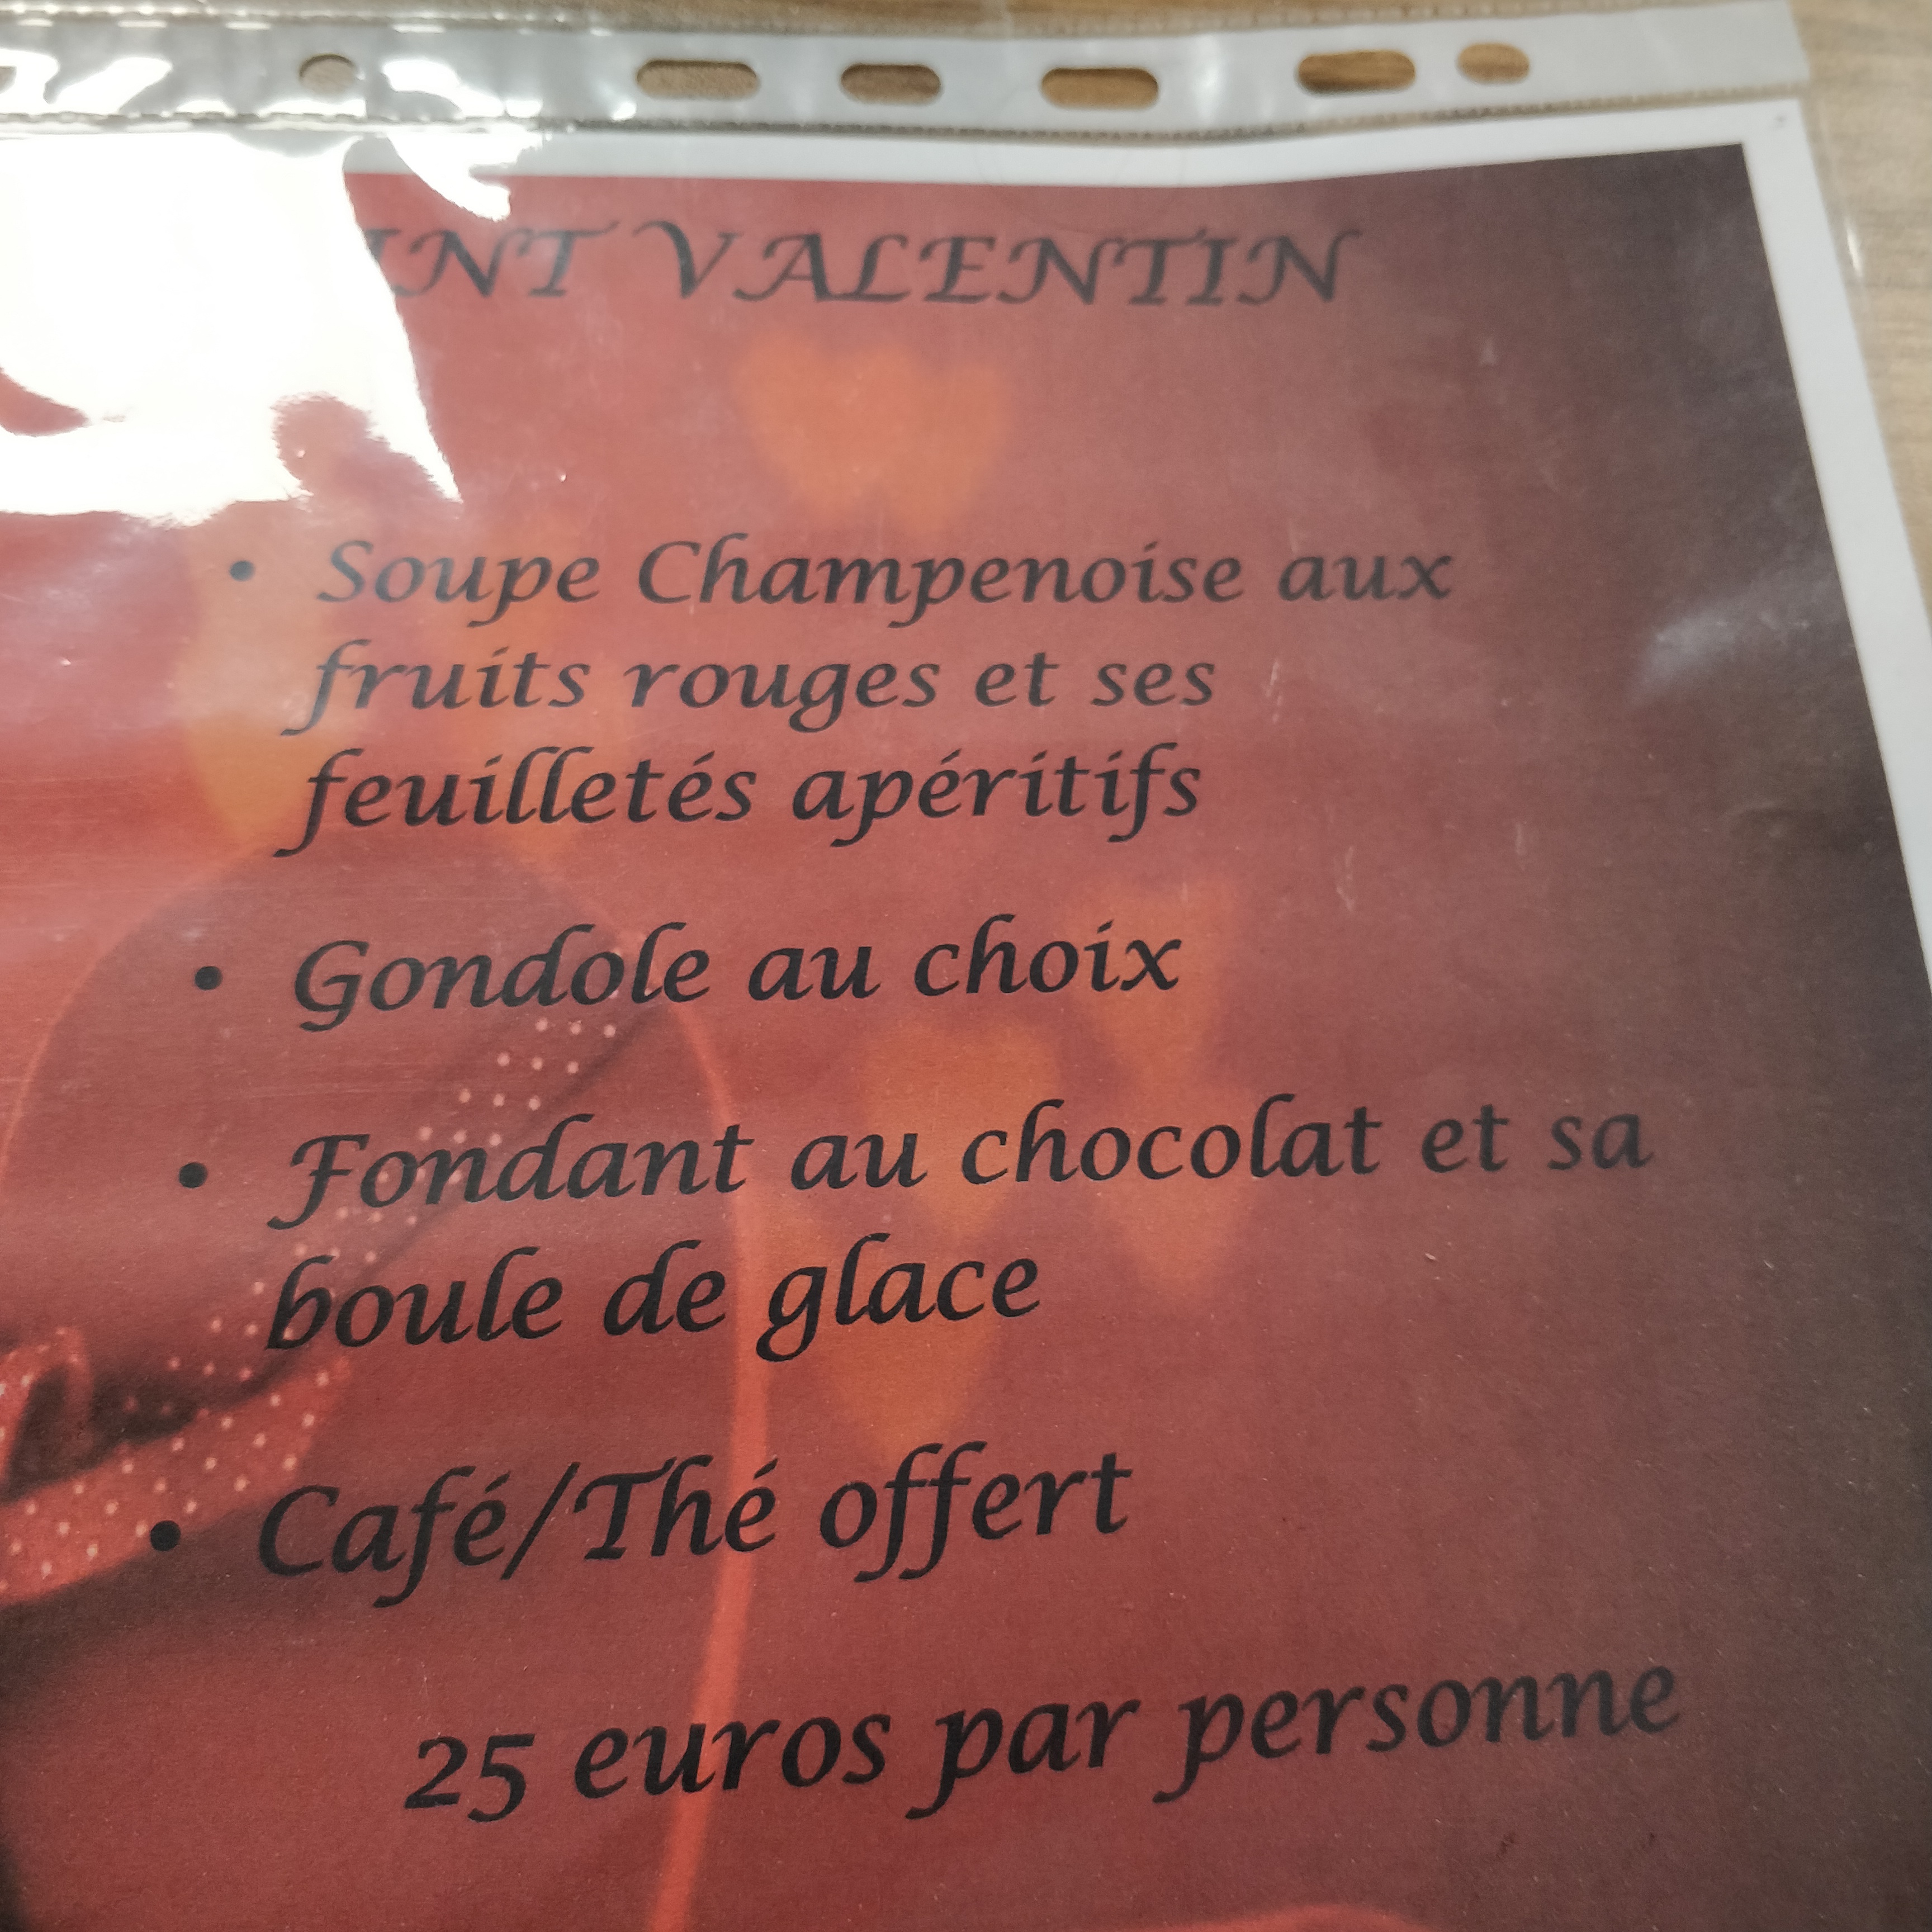 INT VALENTIN
• Soupe Champenoise aux
fruits rouges et ses
feuilletés apéritifs
• Gondole au choix
• Fondant au chocolat et sa
boule de glace
• Café/Thé offert
25 euros par personne